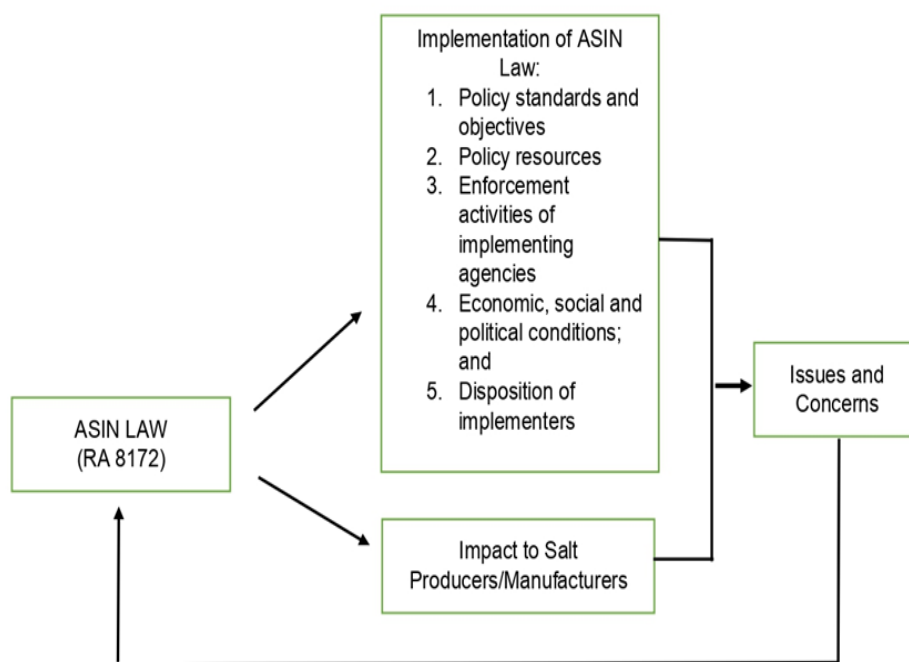 Implementation of ASIN
Law:
1. Policy standards and
objectives
2. Policy resources
3. Enforcement
activities of
implementing
agencies
4. Economic, social and
political conditions;
and
5. Disposition of
implementers
ASIN LAW
(RA 8172)
Issues and
Concerns
Impact to Salt
Producers/Manufacturers